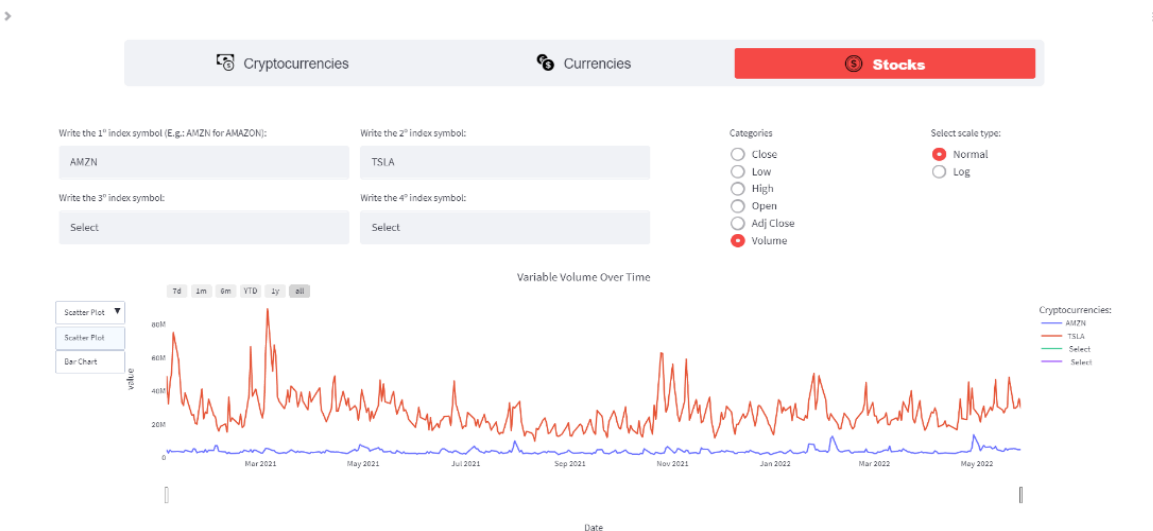 Cryptocurrencies
Currencies
Stocks
Write the 1º index symbol (E.g.: AMZN for AMAZON):
AMZN
Write the 2º index symbol:
TSLA
Write the 3º index symbol:
Select
Write the 4º index symbol:
Select
Categories
Close
Low
High
Open
Adj Close
Volume
Select scale type:
Normal
Log
Variable Volume Over Time
7d 1m 6m YTD 1y all
Scatter Plot ▼
Scatter Plot
Bar Chart
value
80M
60M
40M
20M
0
Mar 2021 May 2021 Jul 2021 Sep 2021 Nov 2021 Jan 2022 Mar 2022 May 2022
Date
Cryptocurrencies:
AMZN
TSLA
Select
Select